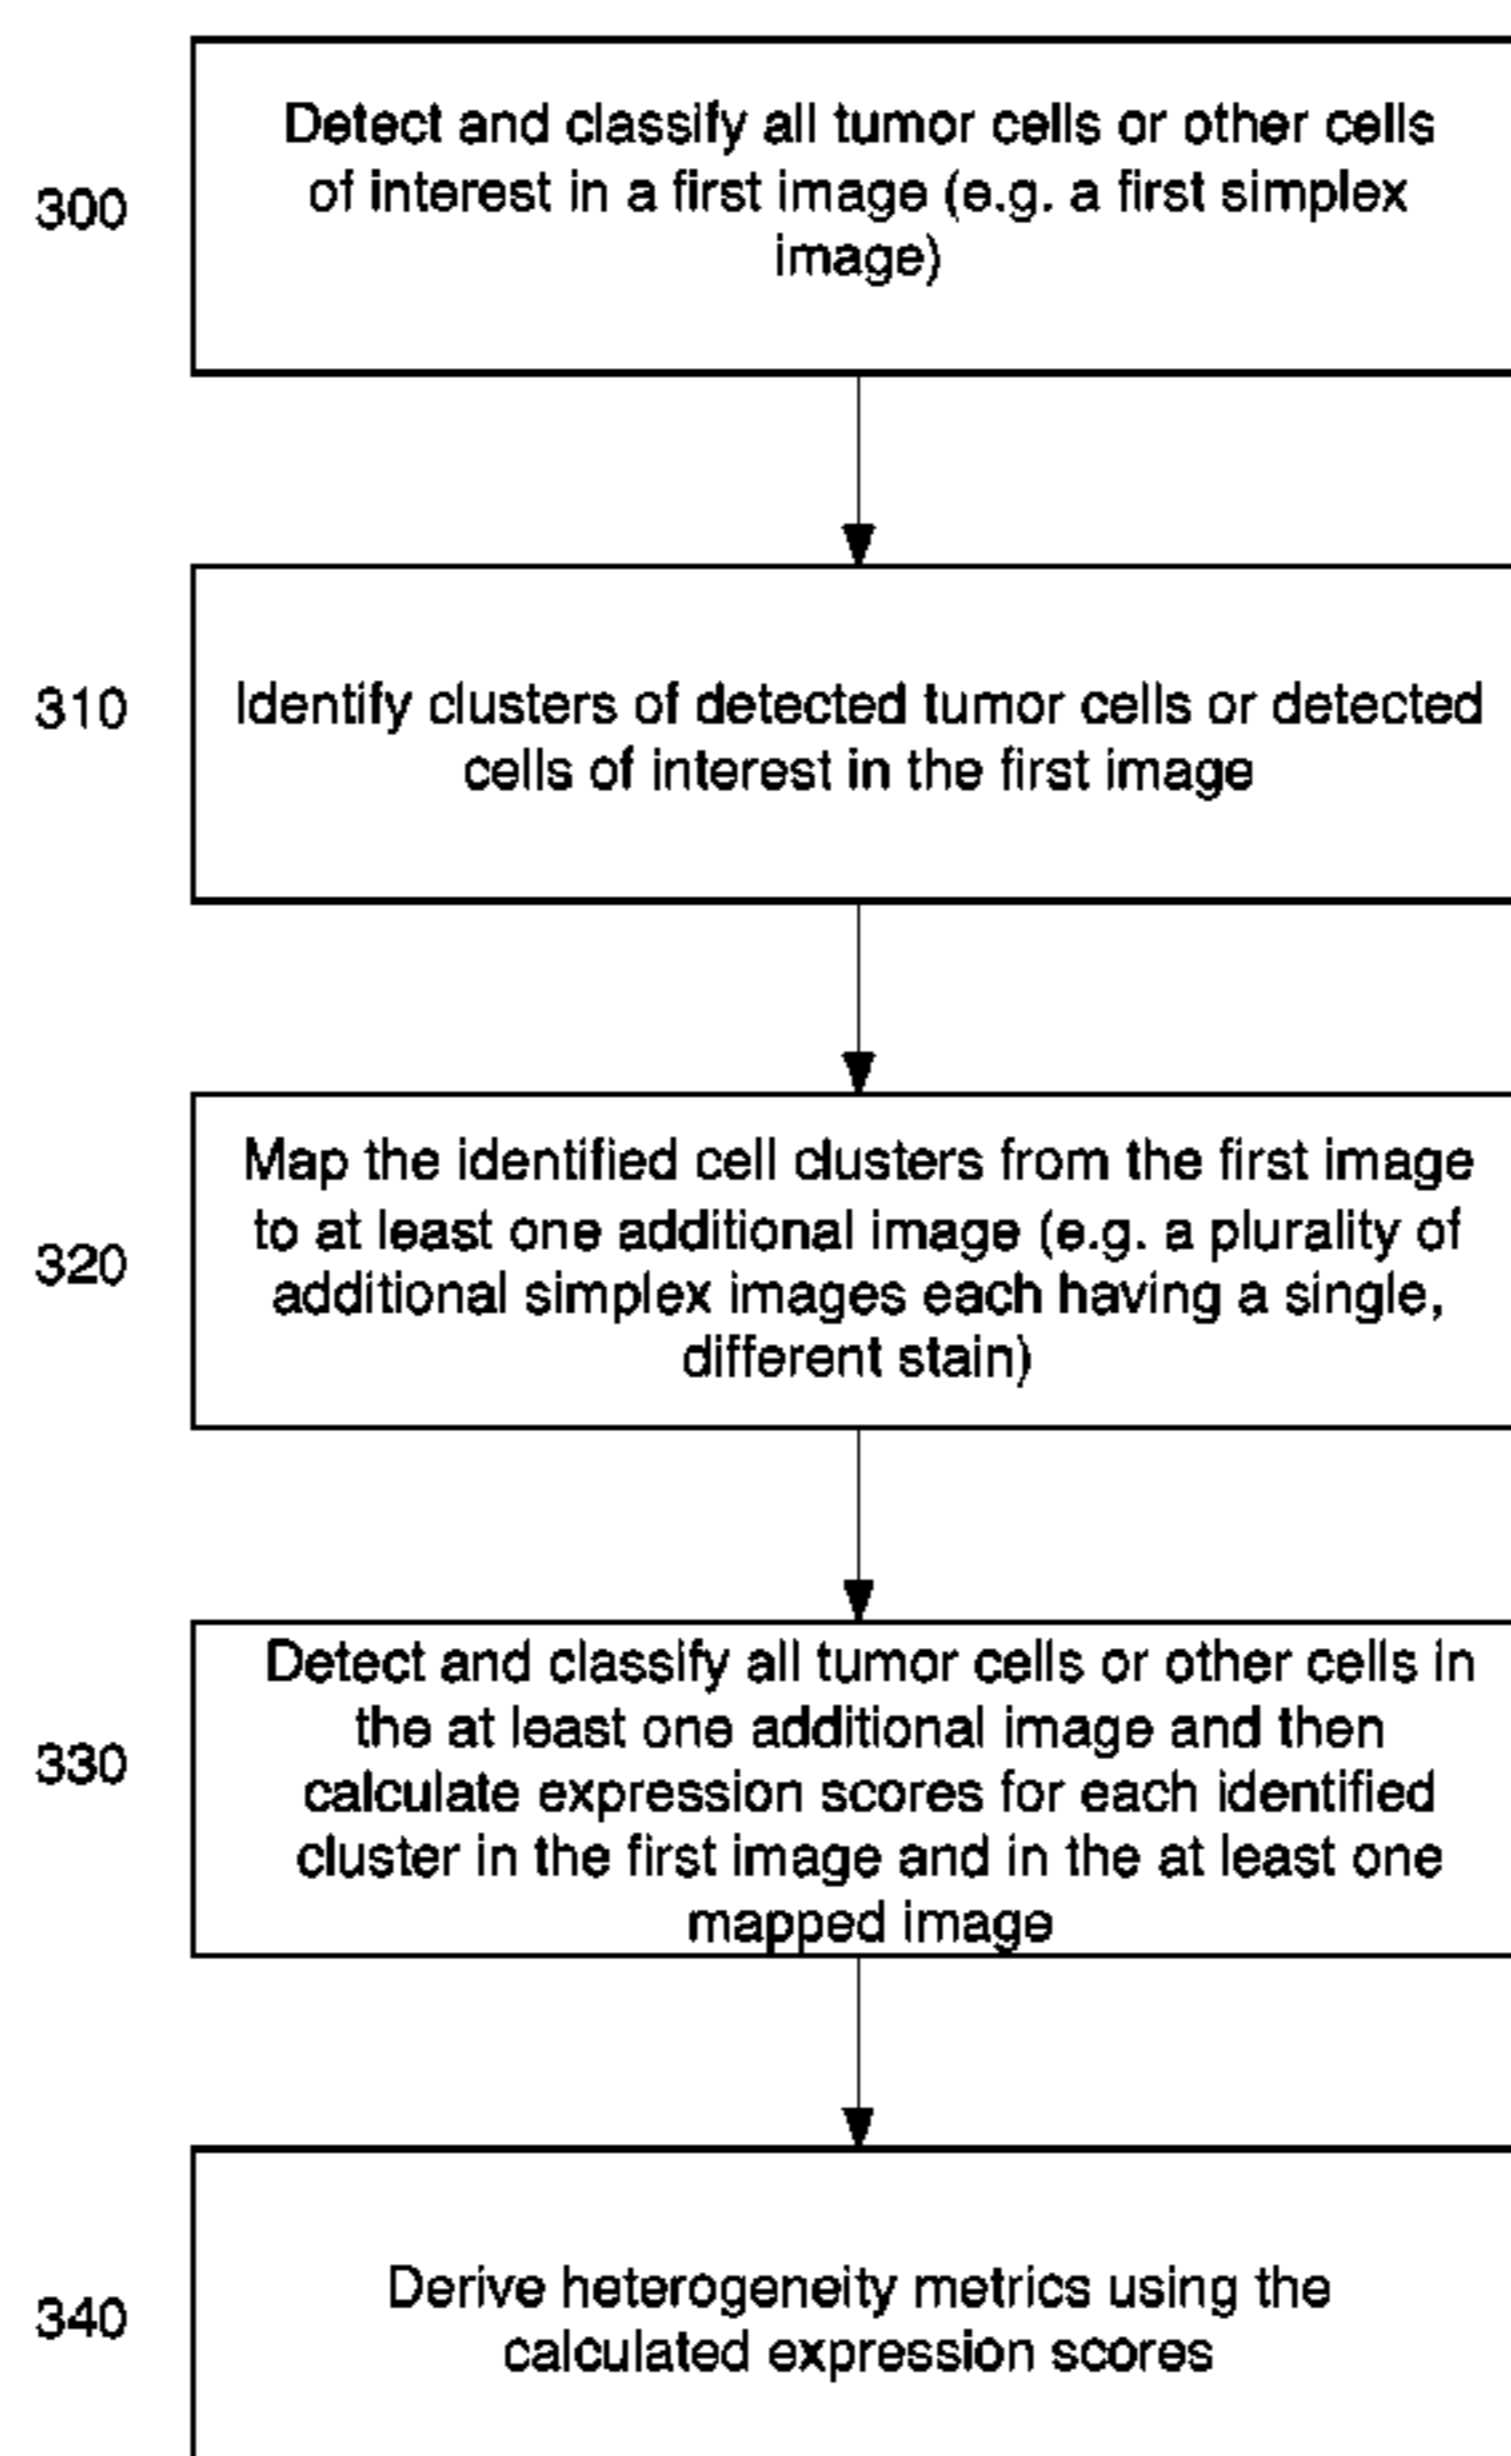 300
Detect and classify all tumor cells or other cells
of interest in a first image (e.g. a first simplex
image)
310
Identify clusters of detected tumor cells or detected
cells of interest in the first image
320
Map the identified cell clusters from the first image
to at least one additional image (e.g. a plurality of
additional simplex images each having a single,
different stain)
330
Detect and classify all tumor cells or other cells in
the at least one additional image and then
calculate expression scores for each identified
cluster in the first image and in the at least one
mapped image
340
Derive heterogeneity metrics using the
calculated expression scores